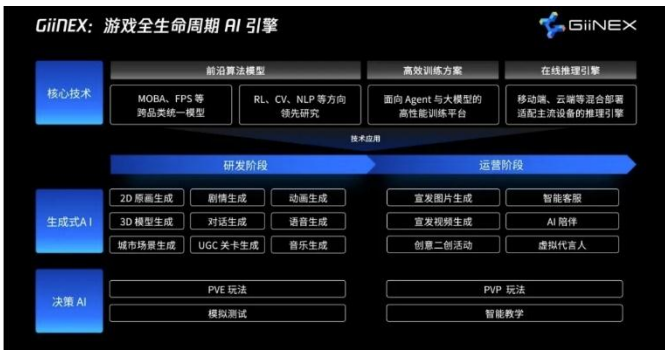 GiiNEX：游戏全生命周期 AI 引擎
GiiNEX
核心技术
前沿算法模型
高效训练方案
在线推理引擎
MOBA、FPS 等
跨品类统一模型
RL、CV、NLP 等方向
领先研究
面向 Agent 与大模型的
高性能训练平台
移动端、云端等混合部署
适配主流设备的推理引擎
技术应用
研发阶段
运营阶段
生成式AI
2D 原画生成
剧情生成
动画生成
宣发图片生成
智能客服
3D 模型生成
对话生成
语音生成
宣发视频生成
AI 陪伴
城市场景生成
UGC 关卡生成
音乐生成
创意二创活动
虚拟代言人
决策 AI
PVE 玩法
PVP 玩法
模拟测试
智能教学